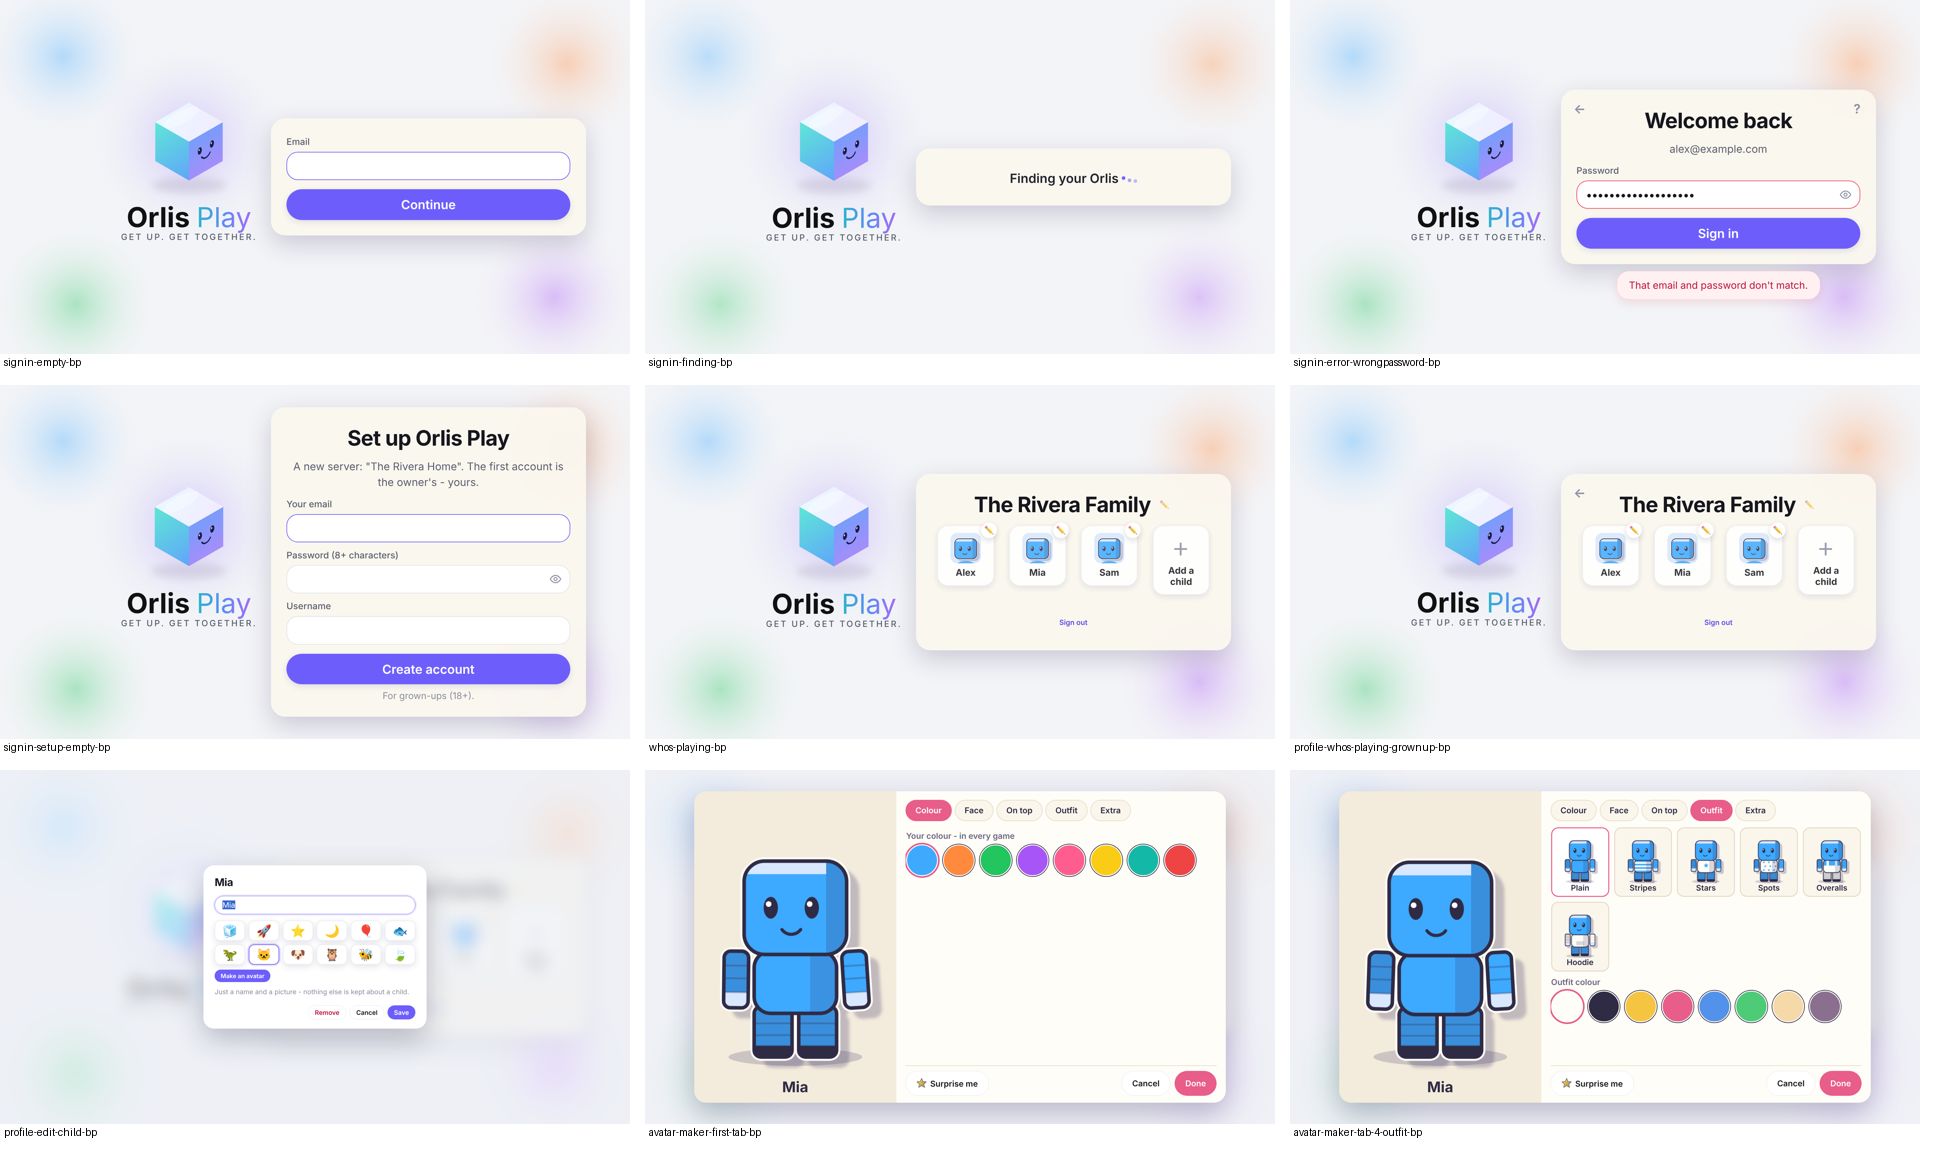 Email
Continue
Orlis Play
GET UP. GET TOGETHER.
signin-empty-bp
Finding your Orlis
Orlis Play
GET UP. GET TOGETHER.
signin-finding-bp
?
Welcome back
alex@example.com
Password
Sign in
Orlis Play
GET UP. GET TOGETHER.
That email and password don't match.
signin-error-wrongpassword-bp
Set up Orlis Play
A new server: "The Rivera Home". The first account is
the owner's - yours.
Your email
Password (8+ characters)
Username
Create account
For grown-ups (18+).
Orlis Play
GET UP. GET TOGETHER.
signin-setup-empty-bp
The Rivera Family
Alex
Mia
Sam
Add a
child
Sign out
Orlis Play
GET UP. GET TOGETHER.
whos-playing-bp
The Rivera Family
Alex
Mia
Sam
Add a
child
Sign out
Orlis Play
GET UP. GET TOGETHER.
profile-whos-playing-grownup-bp
Mia
Mia
Make an avatar
Just a name and a picture - nothing else is kept about a child.
Remove
Cancel
Save
profile-edit-child-bp
Colour
Face
On top
Outfit
Extra
Your colour - in every game
Mia
Surprise me
Cancel
Done
avatar-maker-first-tab-bp
Colour
Face
On top
Outfit
Extra
Plain
Stripes
Stars
Spots
Overalls
Hoodie
Outfit colour
Mia
Surprise me
Cancel
Done
avatar-maker-tab-4-outfit-bp